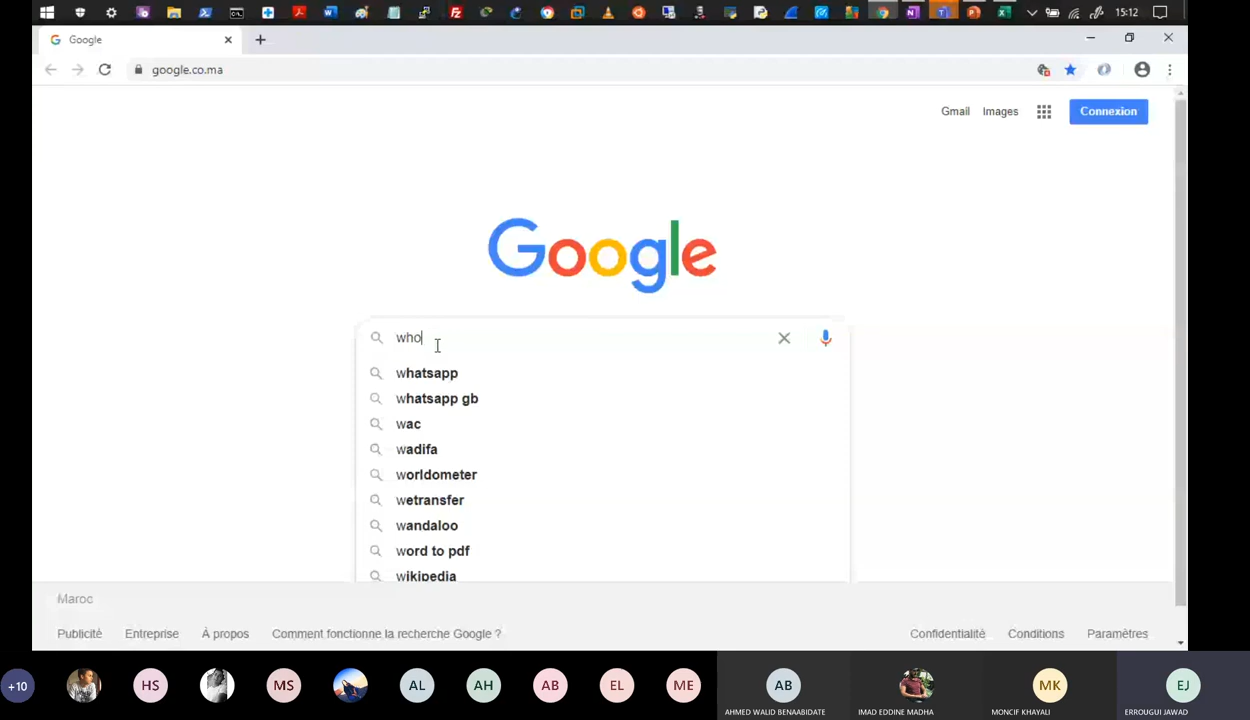 15:12
Google
google.co.ma
Gmail Images Connexion
Google
who
whatsapp
whatsapp gb
wac
wadifa
worldometer
wetransfer
wandaloo
word to pdf
wikipedia
Maroc
Publicité Entreprise À propos Comment fonctionne la recherche Google ? Confidentialité Conditions Paramètres
+10 HS MS AL AH AB EL ME AB MK EJ
AHMED WALID BENAABIDATE IMAD EDDINE MADHA MONCIF KHAYALI ERROUGUI JAWAD